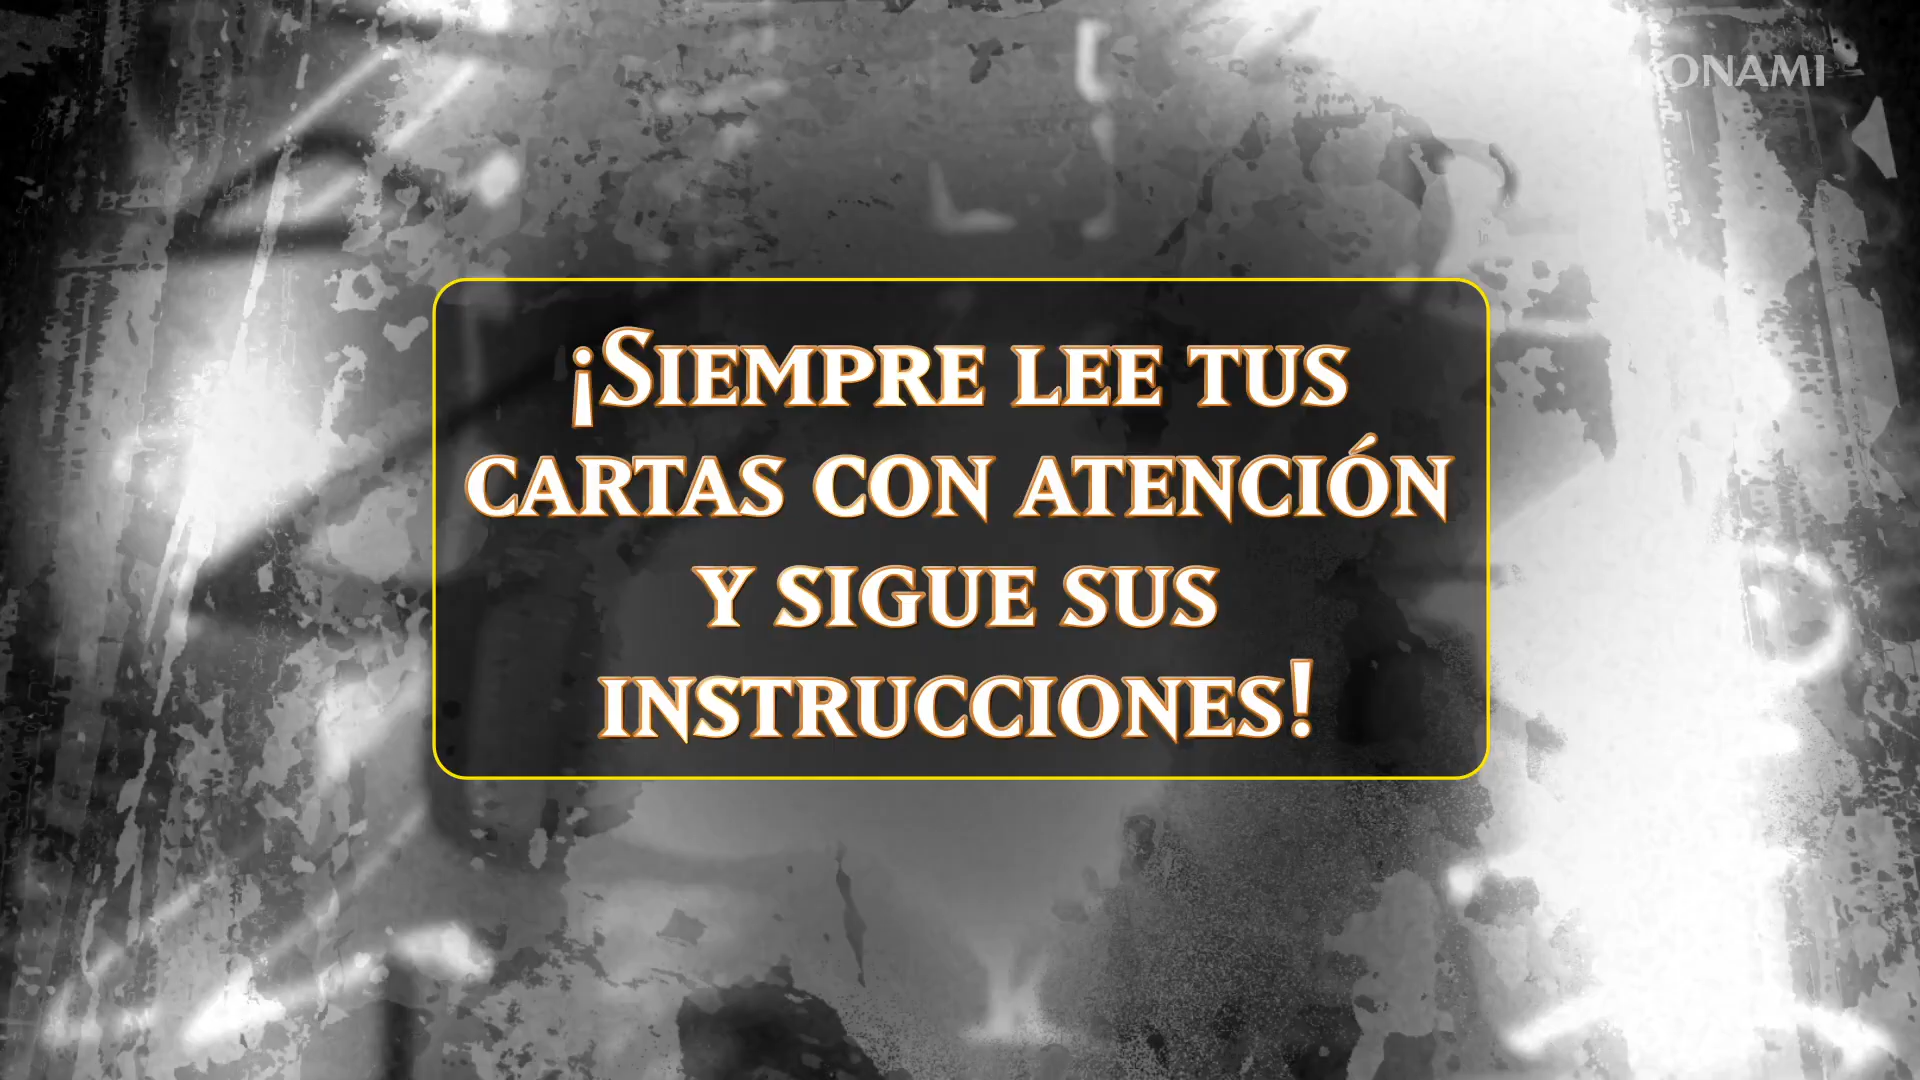 KONAMI
¡SIEMPRE LEE TUS
CARTAS CON ATENCIÓN
Y SIGUE SUS
INSTRUCCIONES!